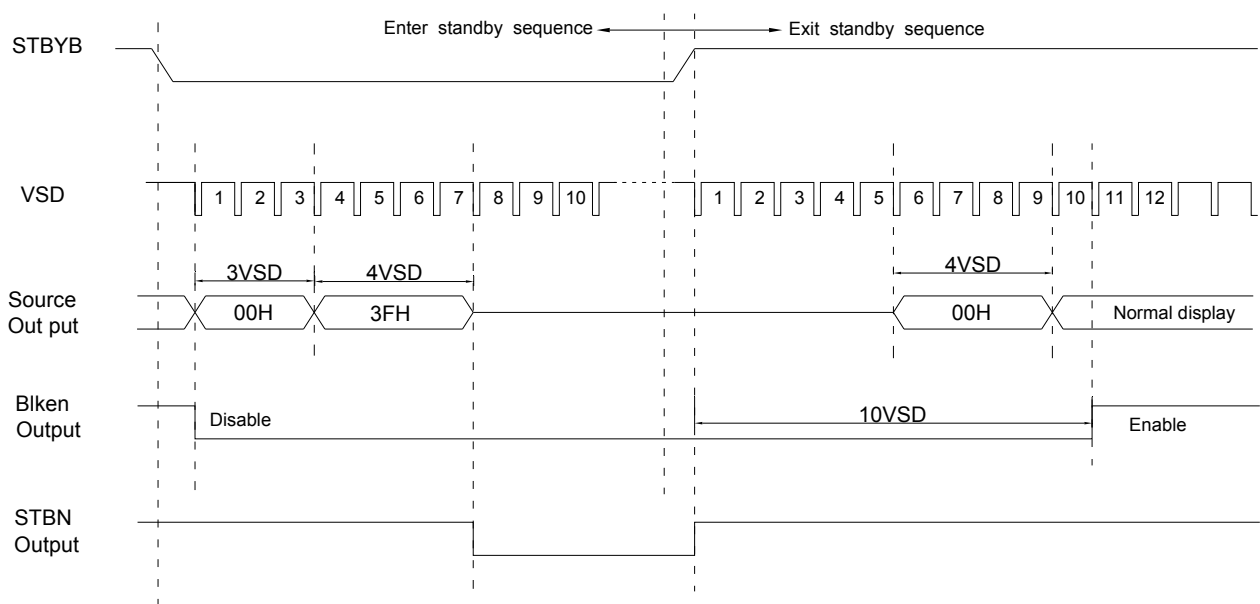 Enter standby sequence
Exit standby sequence
STBYB
VSD
1 2 3 4 5 6 7 8 9 10
1 2 3 4 5 6 7 8 9 10 11 12
3VSD
4VSD
4VSD
Source
Out put
00H
3FH
00H
Normal display
Blken
Output
Disable
10VSD
Enable
STBN
Output